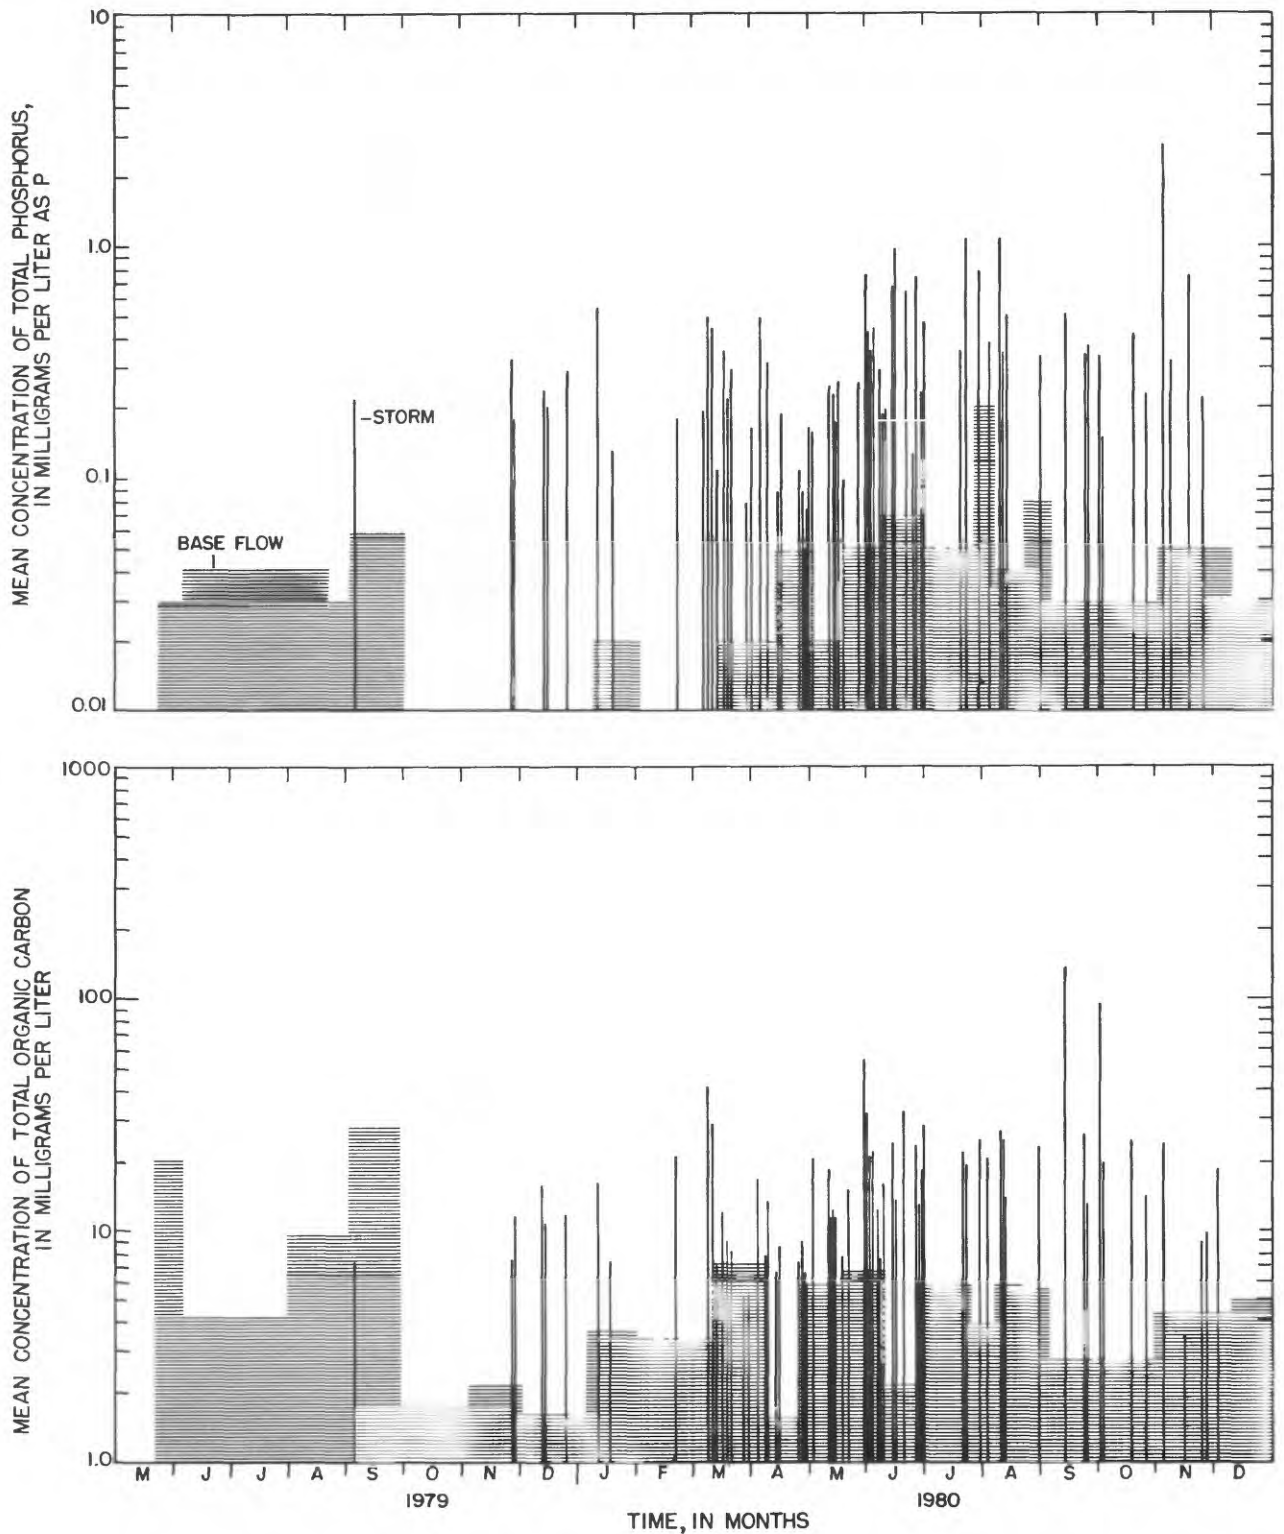 MEAN CONCENTRATION OF TOTAL PHOSPHORUS,
IN MILLIGRAMS PER LITER AS P
10
1.0
0.1
0.01
STORM
BASE FLOW
MEAN CONCENTRATION OF TOTAL ORGANIC CARBON
IN MILLIGRAMS PER LITER
1000
100
10
1.0
M J J A S O N D J F M A M J J A S O N D
1979 1980
TIME, IN MONTHS